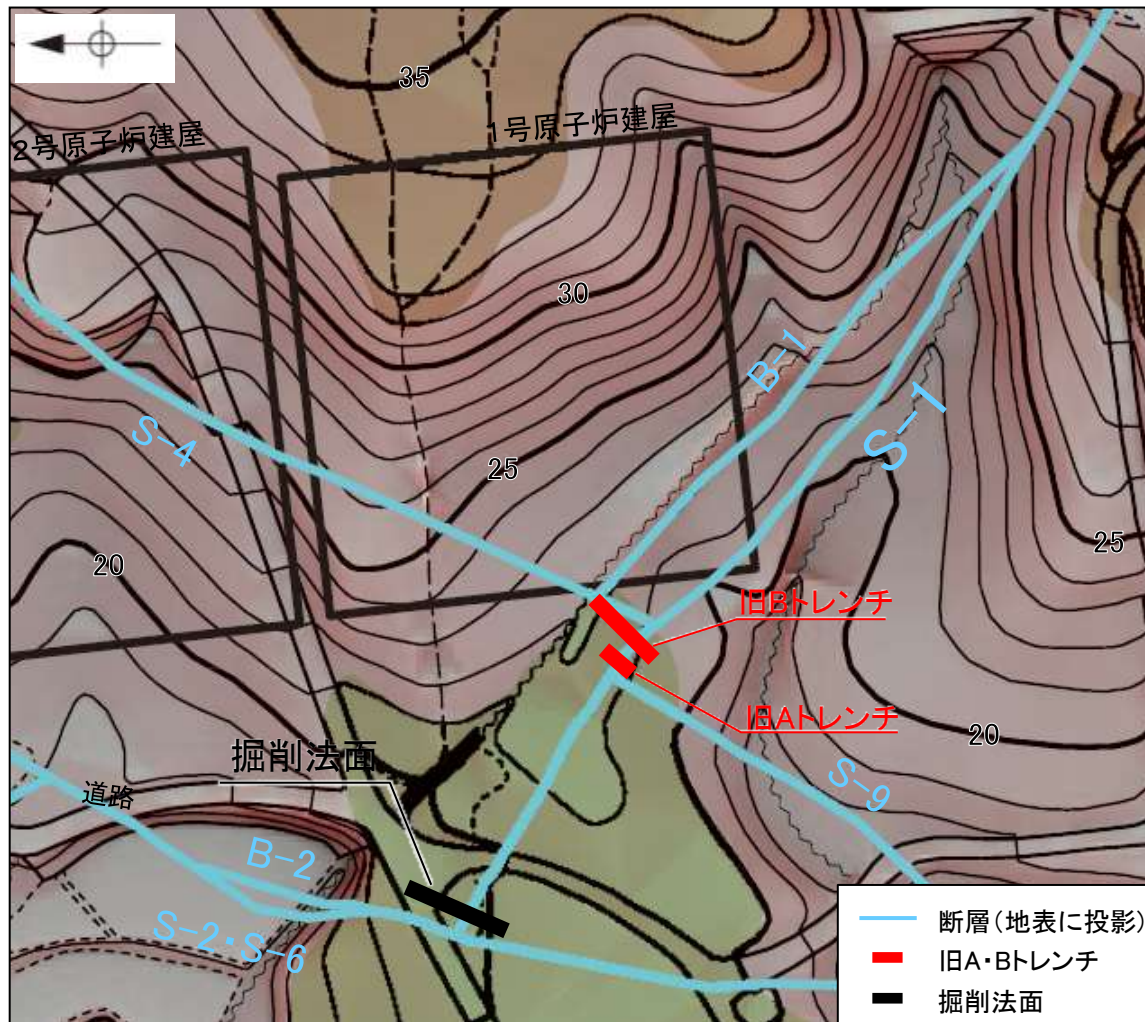 35
2号原子炉建屋
1号原子炉建屋
30
B-1
S-1
S-4
25
25
20
旧Bトレンチ
旧Aトレンチ
20
掘削法面
S-9
道路
B-2
S-2・S-6
断層(地表に投影)
旧A・Bトレンチ
掘削法面